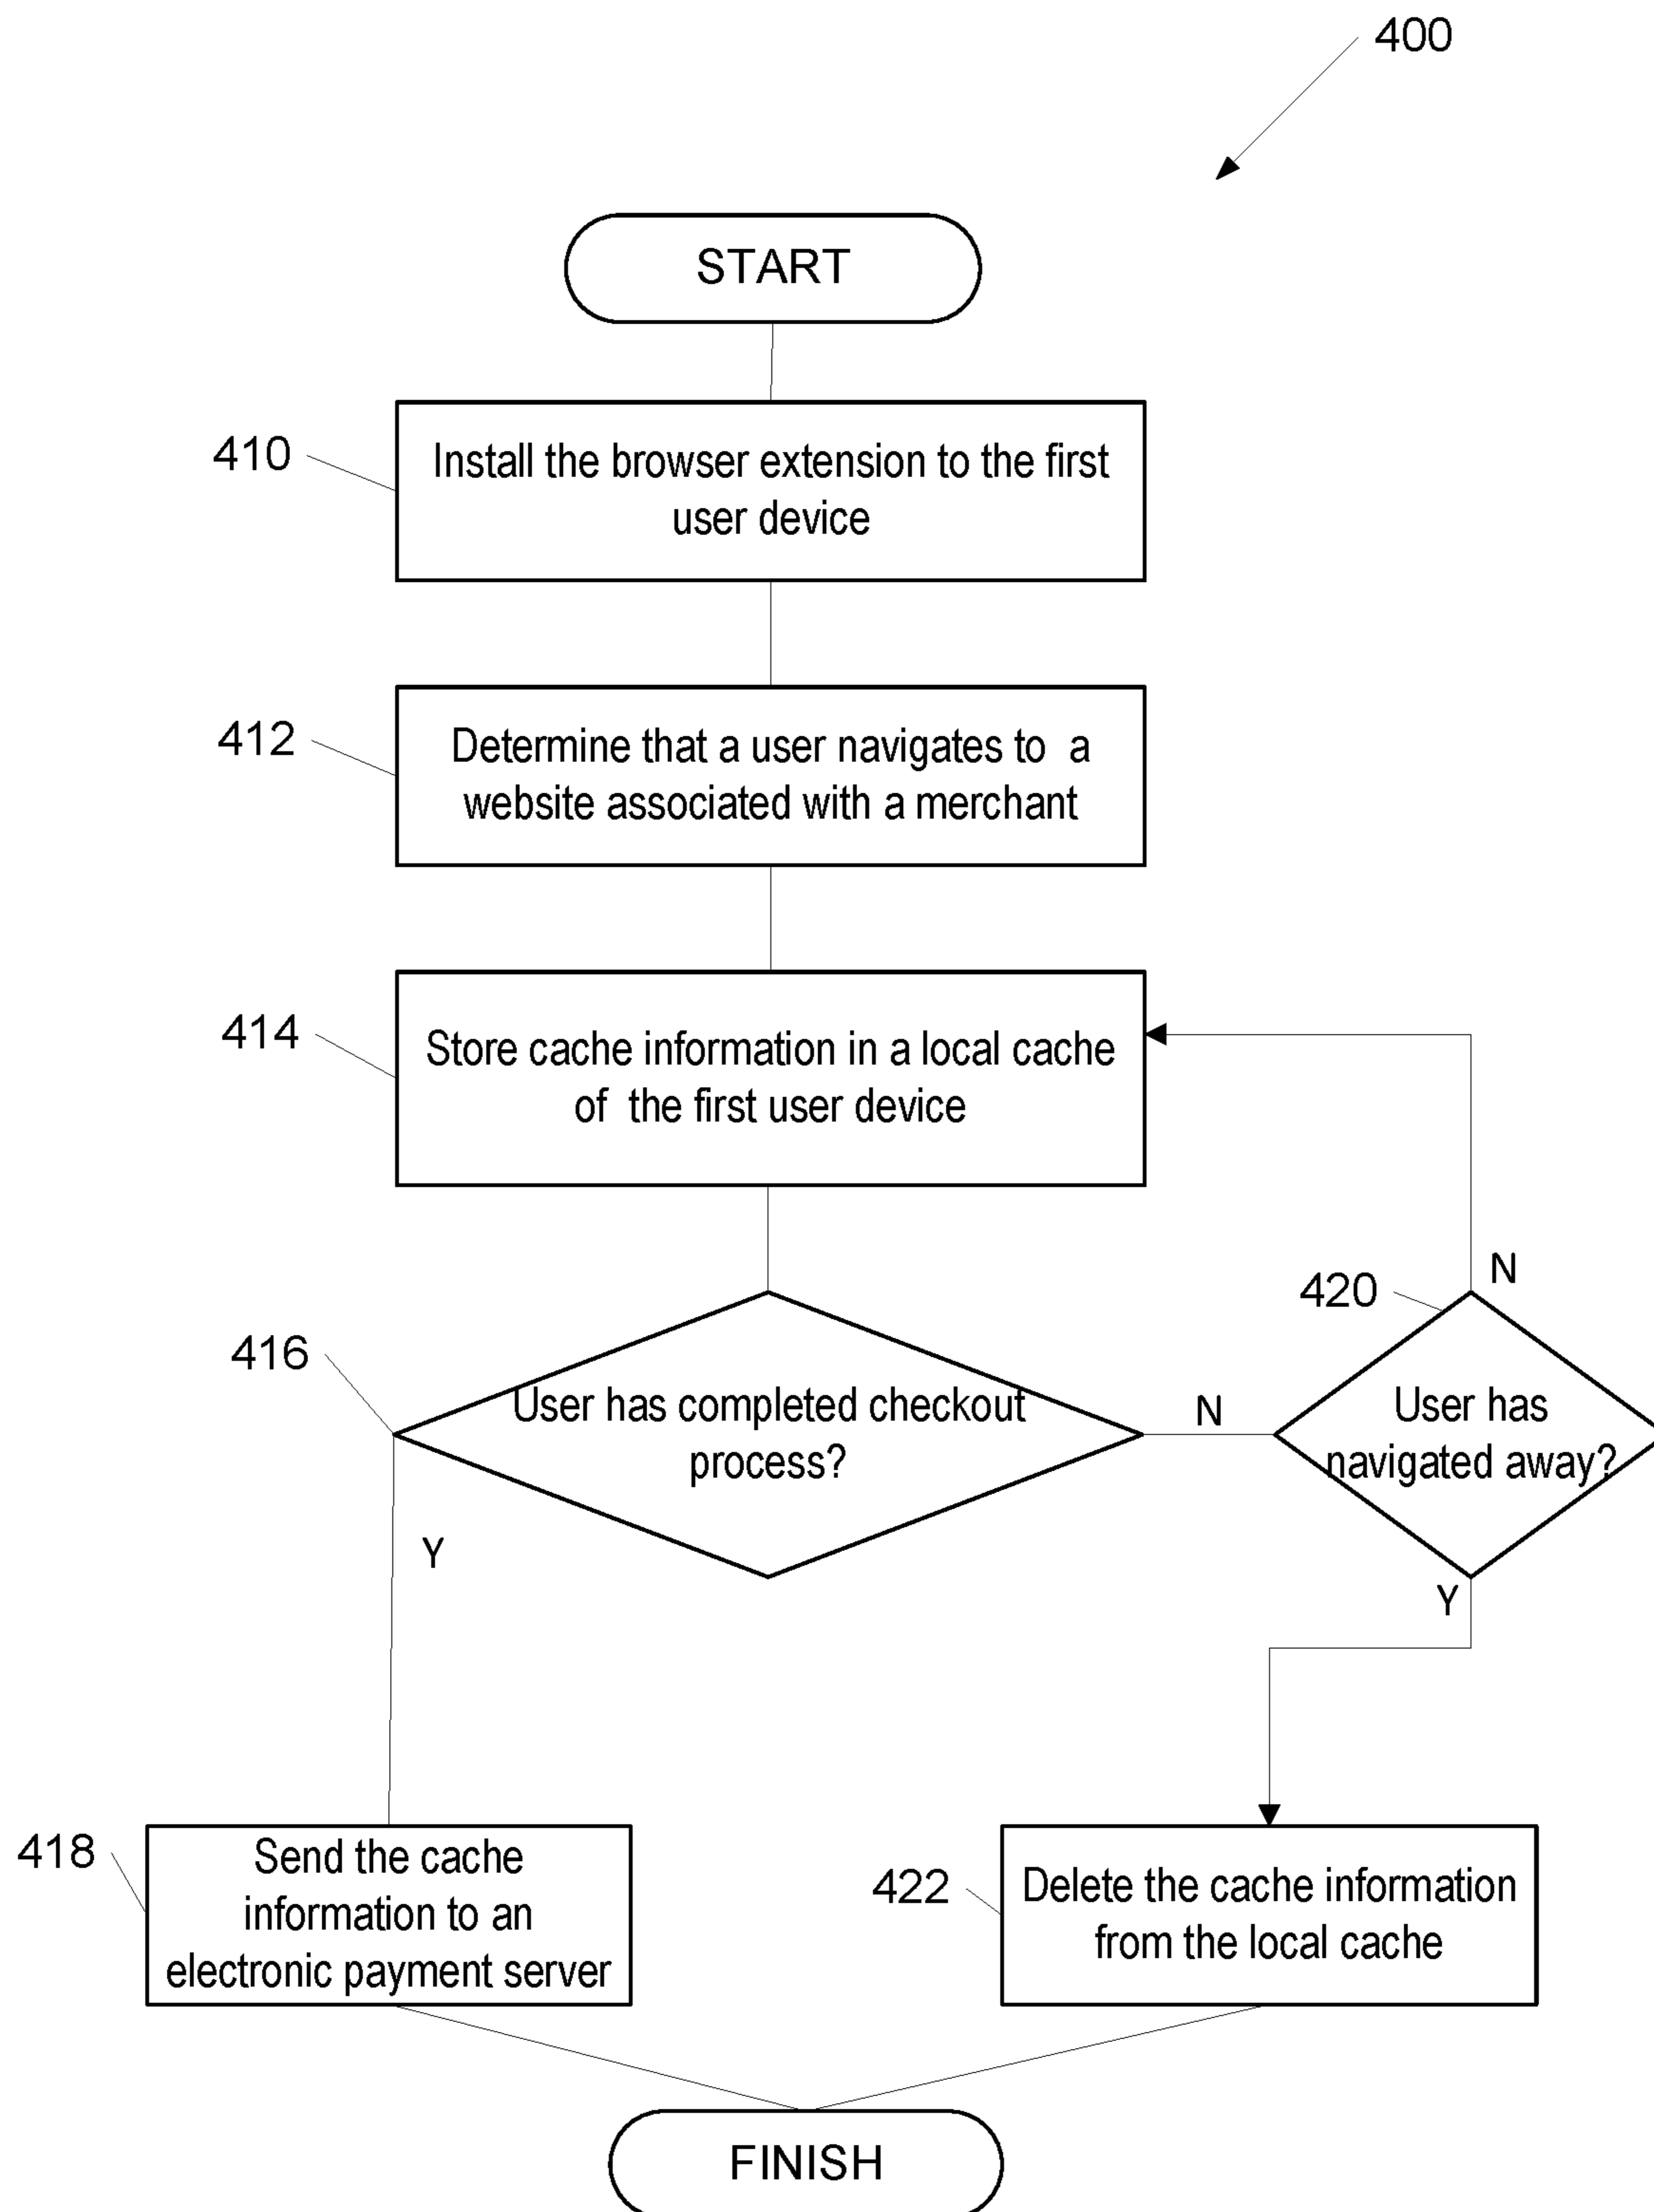 400
START
410
Install the browser extension to the first
user device
412
Determine that a user navigates to a
website associated with a merchant
414
Store cache information in a local cache
of the first user device
416
User has completed checkout
process?
N
420
N
User has
navigated away?
Y
Y
418
Send the cache
information to an
electronic payment server
422
Delete the cache information
from the local cache
FINISH